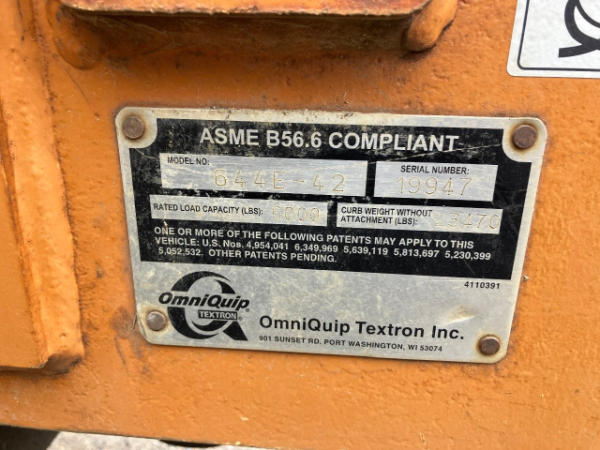 ASME B56.6 COMPLIANT
MODEL NO:
644E-42
SERIAL NUMBER:
19947
RATED LOAD CAPACITY (LBS):
CURB WEIGHT WITHOUT
ATTACHMENT (LBS):
ONE OR MORE OF THE FOLLOWING PATENTS MAY APPLY TO THIS
VEHICLE: U.S. Nos. 4,954,041 6,349,969 5,639,119 5,813,697 5,230,399
5,052,532. OTHER PATENTS PENDING.
4110391
OmniQuip
TEXTRON
OmniQuip Textron Inc.
901 SUNSET RD. PORT WASHINGTON, WI 53074